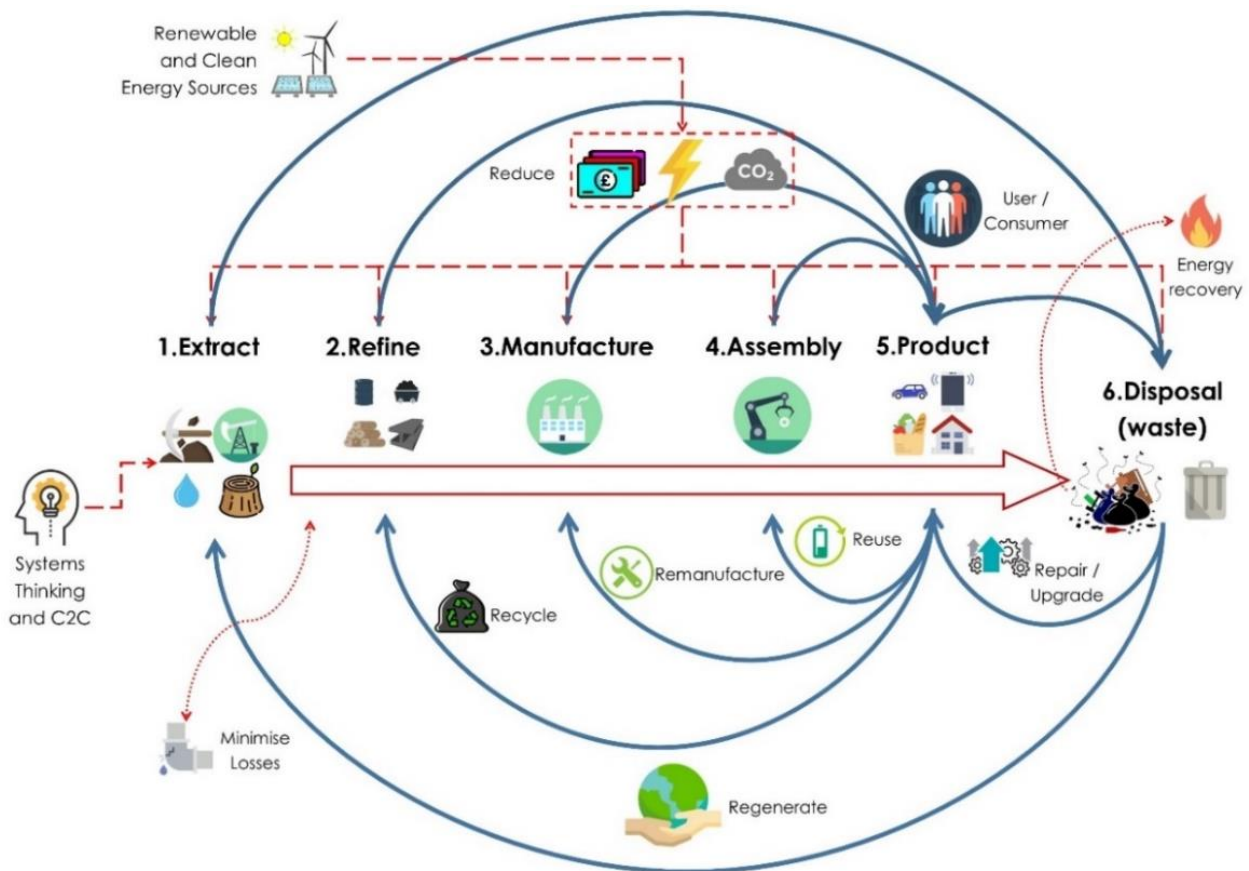 Renewable
and Clean
Energy Sources
Reduce
£
CO2
User /
Consumer
Energy
recovery
1.Extract
2.Refine
3.Manufacture
4.Assembly
5.Product
6.Disposal
(waste)
Systems
Thinking
and C2C
Reuse
Remanufacture
Repair /
Upgrade
Recycle
Minimise
Losses
Regenerate